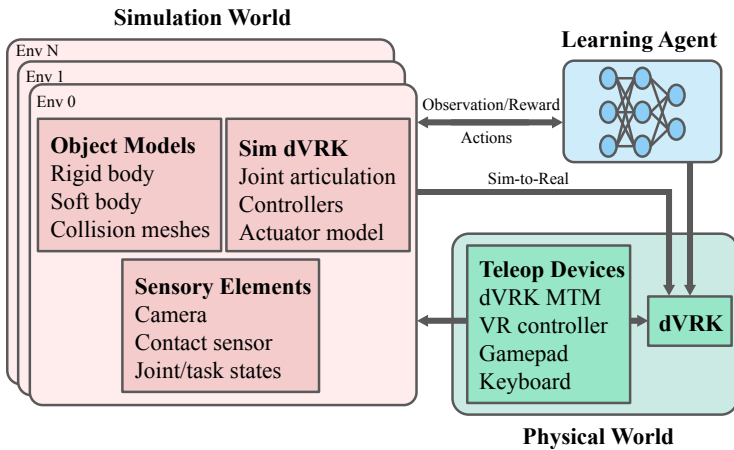 Simulation World
Env N
Env 1
Env 0
Object Models
Rigid body
Soft body
Collision meshes
Sim dVRK
Joint articulation
Controllers
Actuator model
Sensory Elements
Camera
Contact sensor
Joint/task states
Learning Agent
Observation/Reward
Actions
Sim-to-Real
Teleop Devices
dVRK MTM
VR controller
Gamepad
Keyboard
dVRK
Physical World